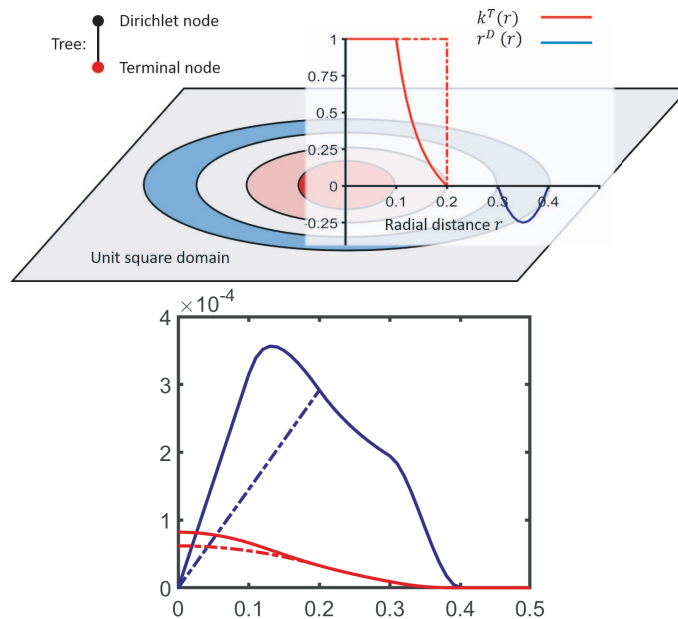 Dirichlet node
Tree:
Terminal node
k^T(r)
r^D (r)
1
0.75
0.5
0.25
0
-0.25
0.1 0.2 0.3 0.4
Radial distance r
Unit square domain
×10^-4
4
3
2
1
0
0 0.1 0.2 0.3 0.4 0.5